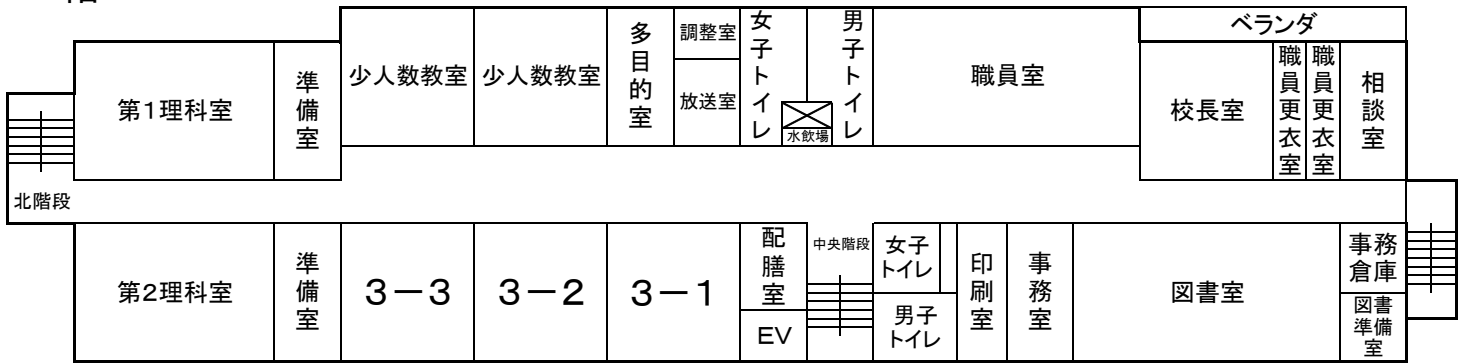 ベランダ
第1理科室
準備室
少人数教室
少人数教室
多目的室
調整室
放送室
女子トイレ
男子トイレ
水飲場
職員室
校長室
職員更衣室
職員更衣室
相談室
北階段
第2理科室
準備室
3-3
3-2
3-1
配膳室
EV
中央階段
女子
トイレ
男子
トイレ
印刷室
事務室
図書室
事務
倉庫
図書
準備
室